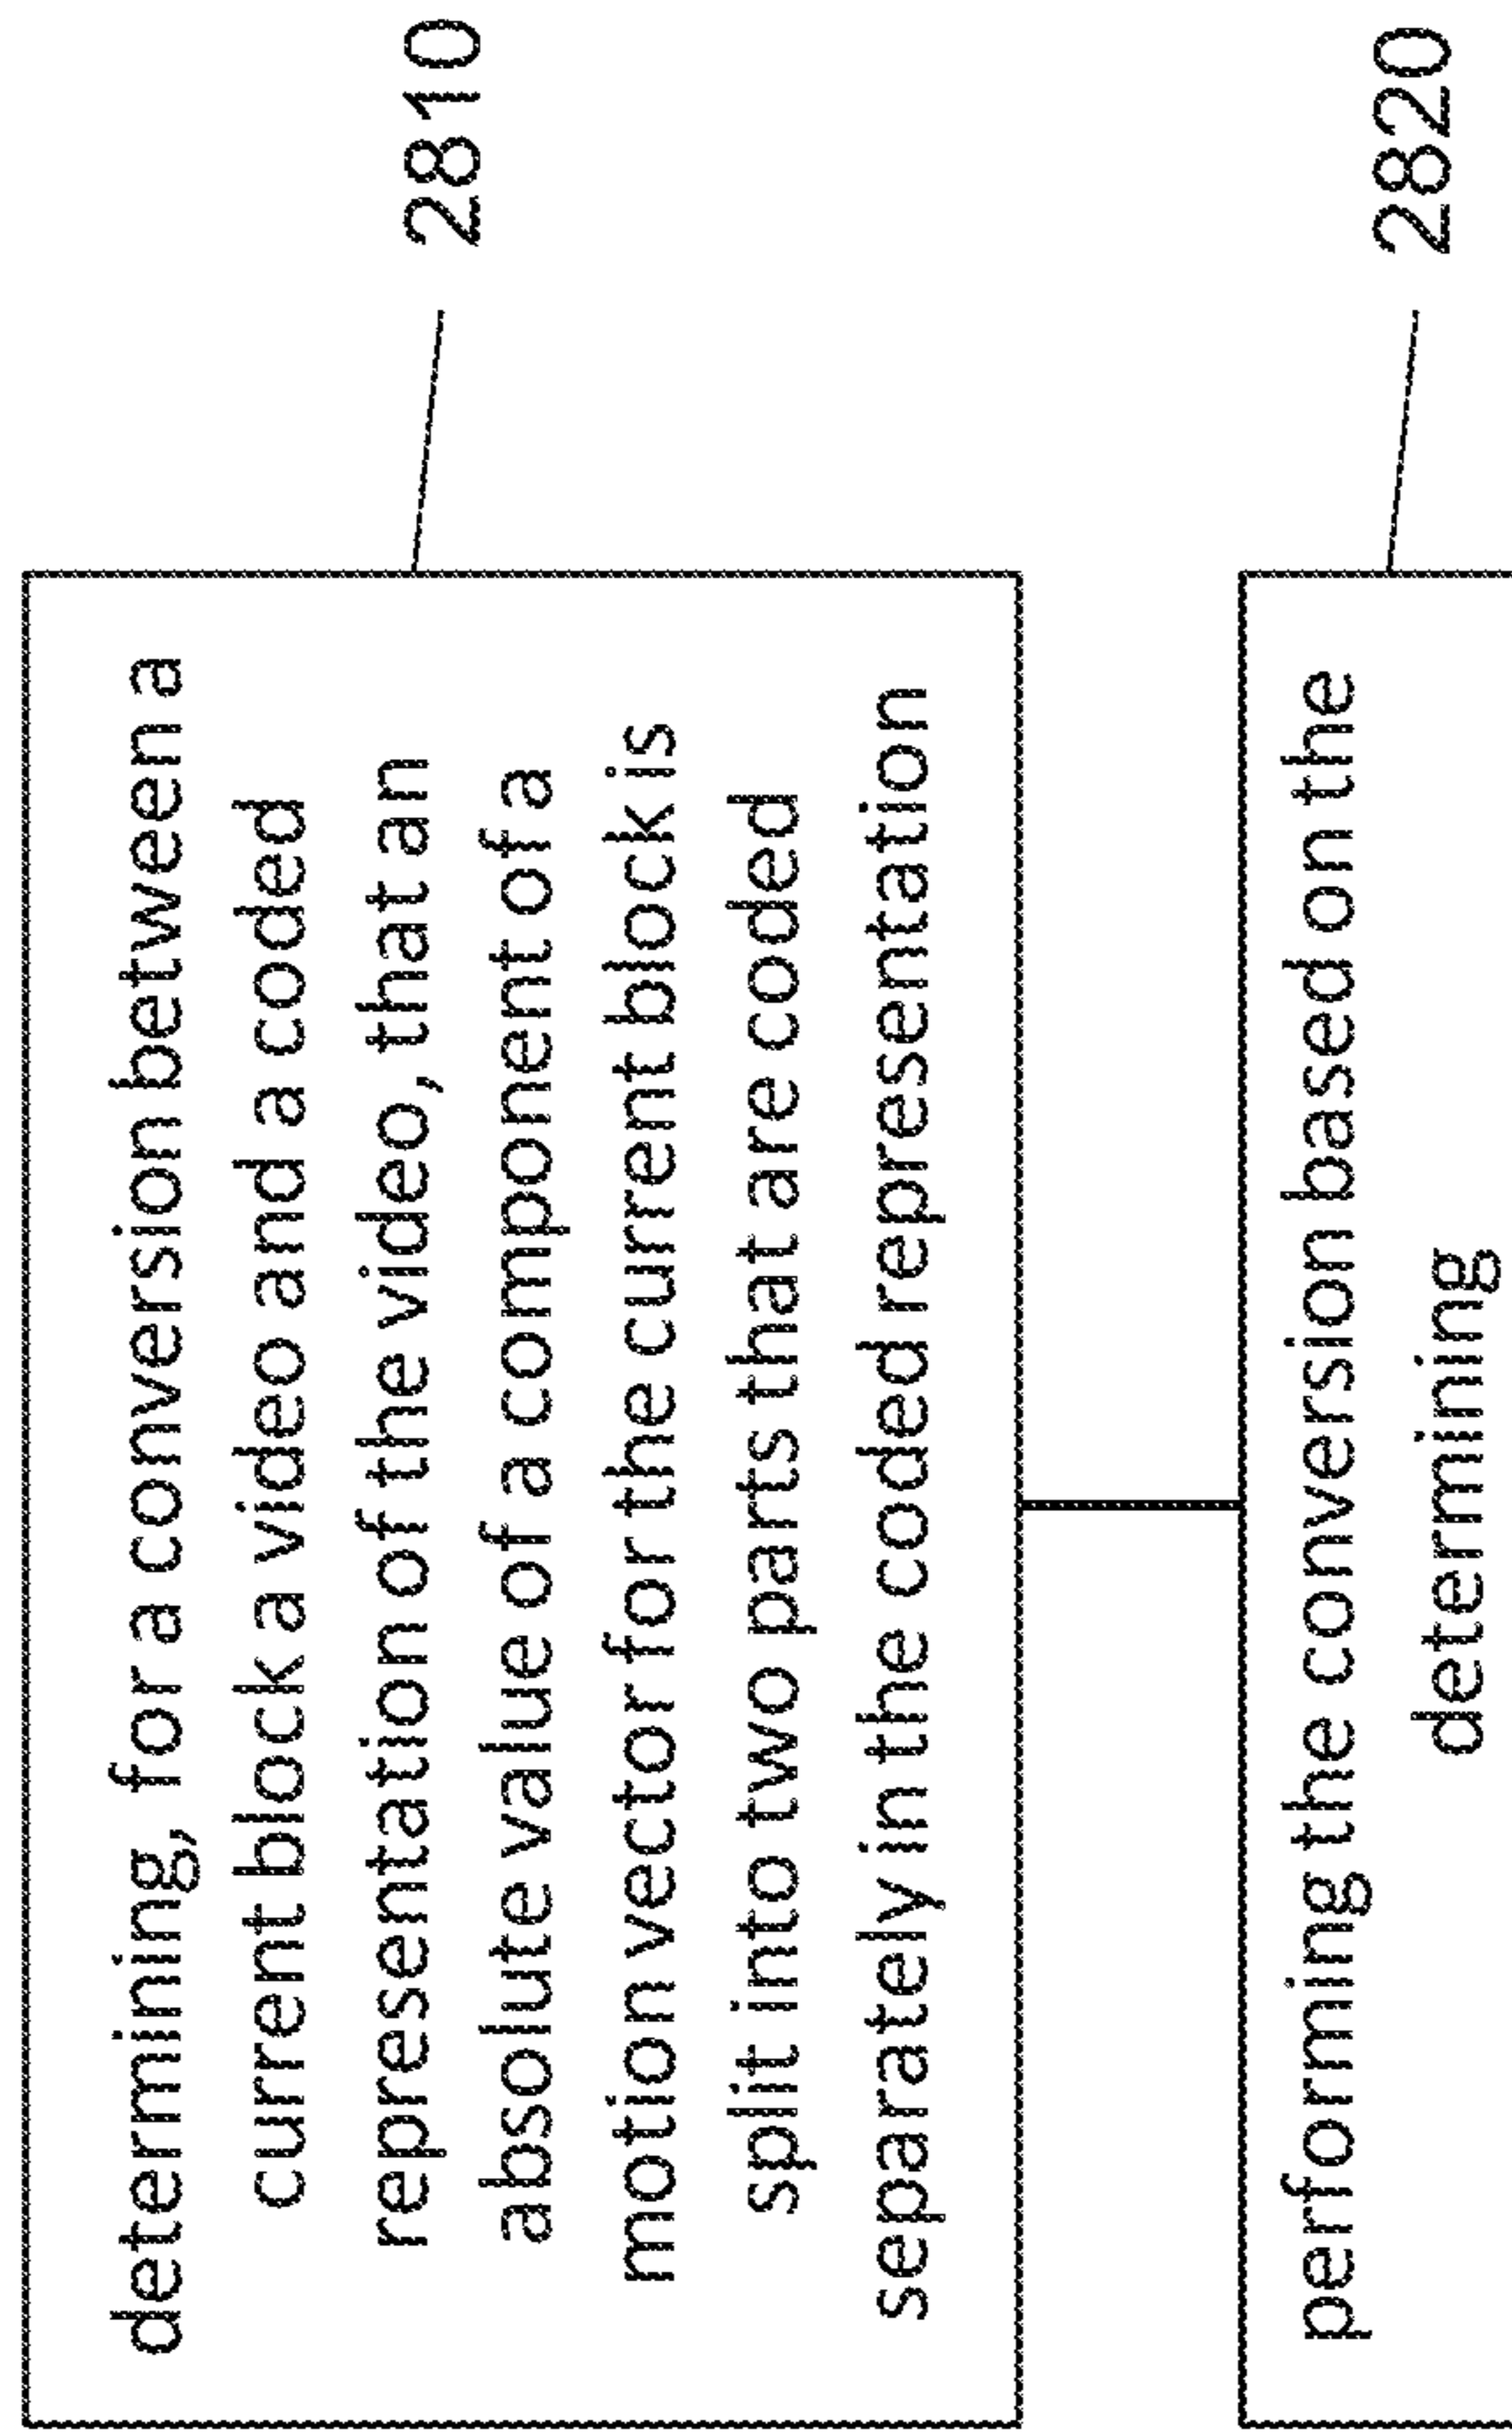 determining, for a conversion between a
current block a video and a coded
representation of the video, that an
absolute value of a component of a
motion vector for the current block is
split into two parts that are coded
separately in the coded representation
2810
performing the conversion based on the
determining
2820